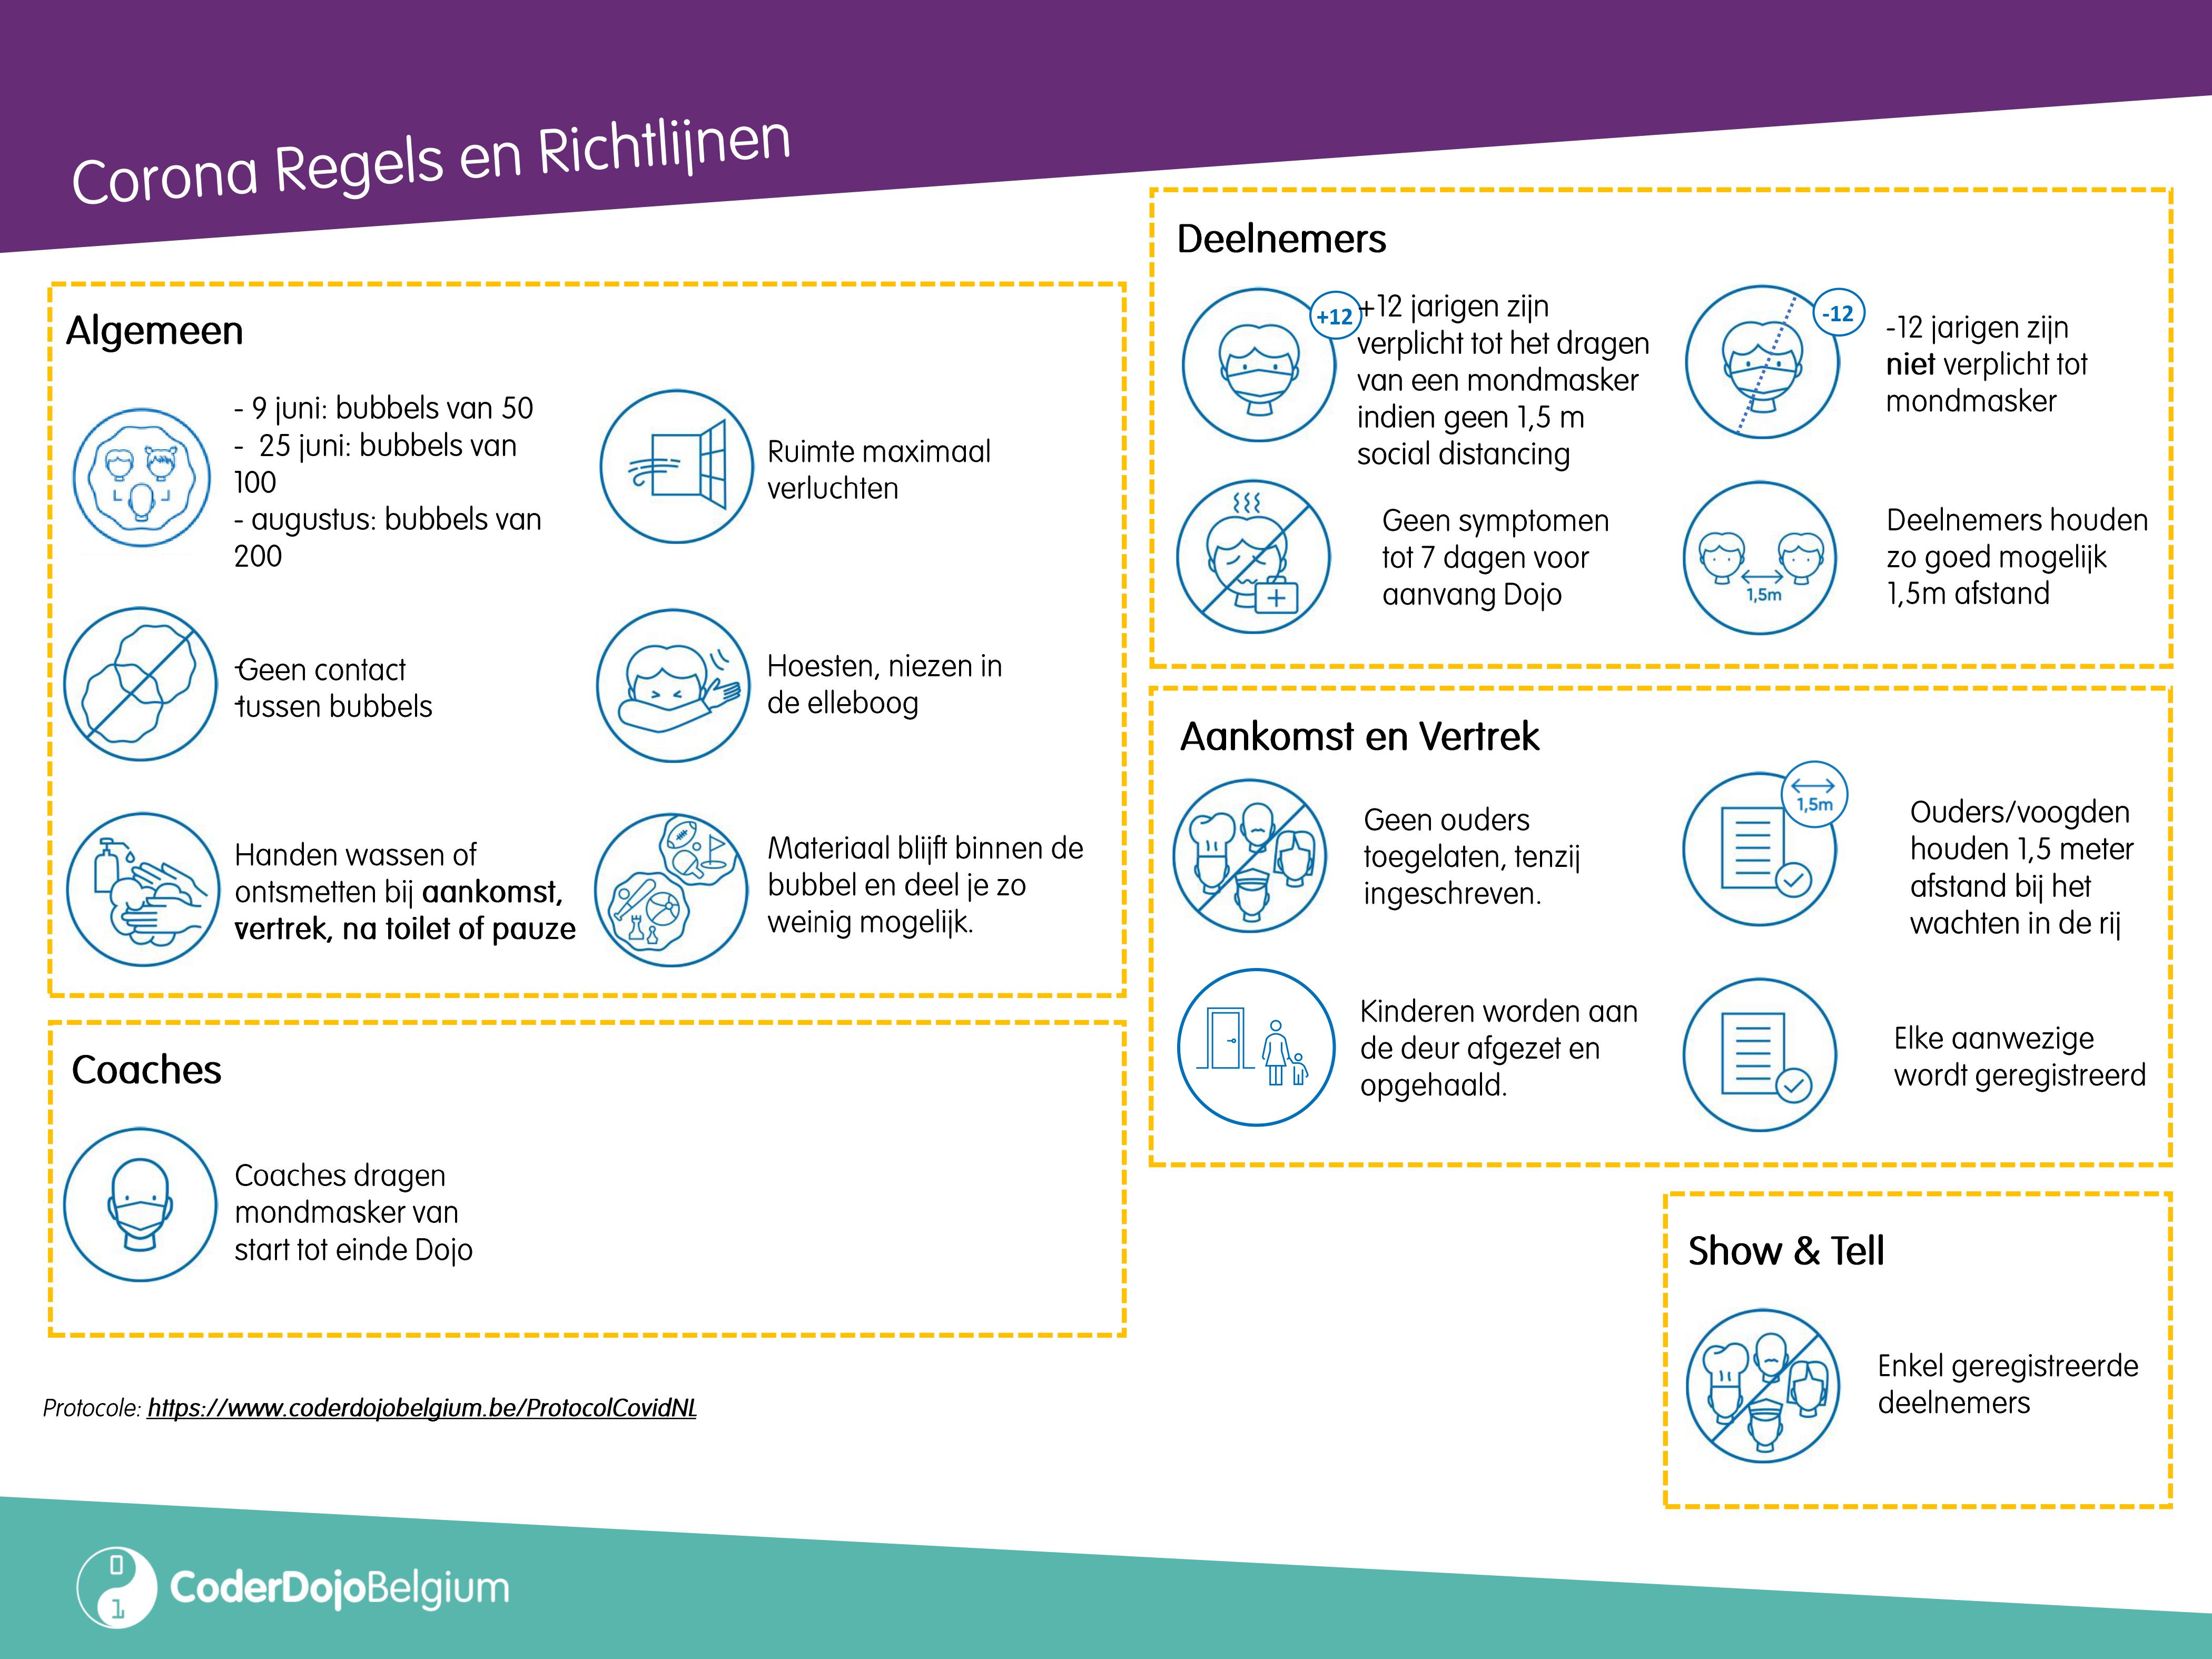 Corona Regels en Richtlijnen
Algemeen
- 9 juni: bubbels van 50
- 25 juni: bubbels van
100
- augustus: bubbels van
200
Ruimte maximaal
verluchten
-Geen contact
-tussen bubbels
Hoesten, niezen in
de elleboog
Handen wassen of
ontsmetten bij aankomst,
vertrek, na toilet of pauze
Materiaal blijft binnen de
bubbel en deel je zo
weinig mogelijk.
Coaches
Coaches dragen
mondmasker van
start tot einde Dojo
Protocole: https://www.coderdojobelgium.be/ProtocolCovidNL
Deelnemers
+12
+12 jarigen zijn
verplicht tot het dragen
van een mondmasker
indien geen 1,5 m
social distancing
-12
-12 jarigen zijn
niet verplicht tot
mondmasker
Geen symptomen
tot 7 dagen voor
aanvang Dojo
1,5m
Deelnemers houden
zo goed mogelijk
1,5m afstand
Aankomst en Vertrek
Geen ouders
toegelaten, tenzij
ingeschreven.
1,5m
Ouders/voogden
houden 1,5 meter
afstand bij het
wachten in de rij
Kinderen worden aan
de deur afgezet en
opgehaald.
Elke aanwezige
wordt geregistreerd
Show & Tell
Enkel geregistreerde
deelnemers
0
1
CoderDojoBelgium